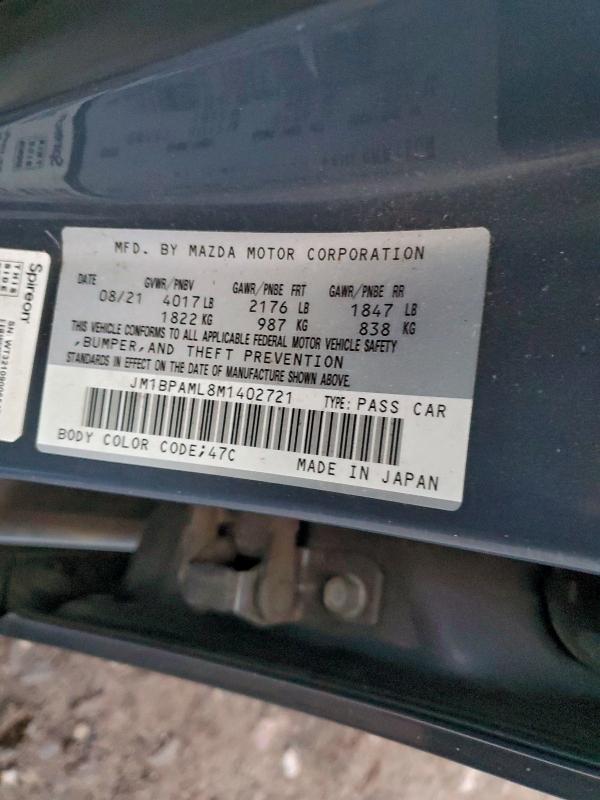 MFD. BY MAZDA MOTOR CORPORATION
DATE GVWR/PNBV GAWR/PNBE FRT GAWR/PNBE RR
08/21 4017 LB 2176 LB 1847 LB
1822 KG 987 KG 838 KG
THIS VEHICLE CONFORMS TO ALL APPLICABLE FEDERAL MOTOR VEHICLE SAFETY
,BUMPER,AND THEFT PREVENTION
STANDARDS IN EFFECT ON THE DATE OF MANUFACTURE SHOWN ABOVE.
JM1BPAML8M1402721 TYPE: PASS CAR
BODY COLOR CODE;47C MADE IN JAPAN
Spireon
THIS
SIDE